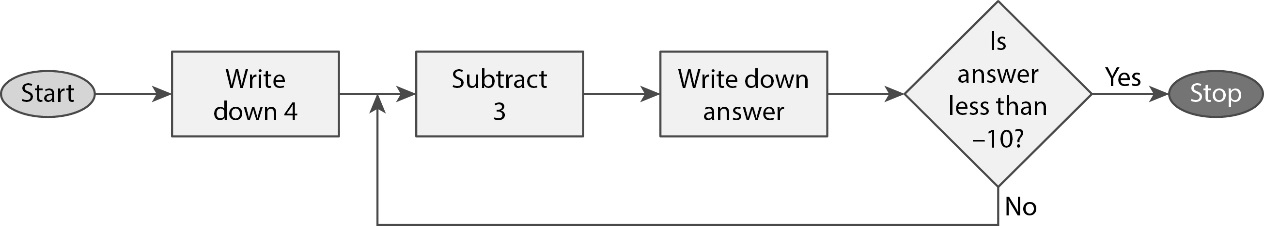 Start
Write
down 4
Subtract
3
Write down
answer
Is
answer
less than
–10?
Yes
Stop
No